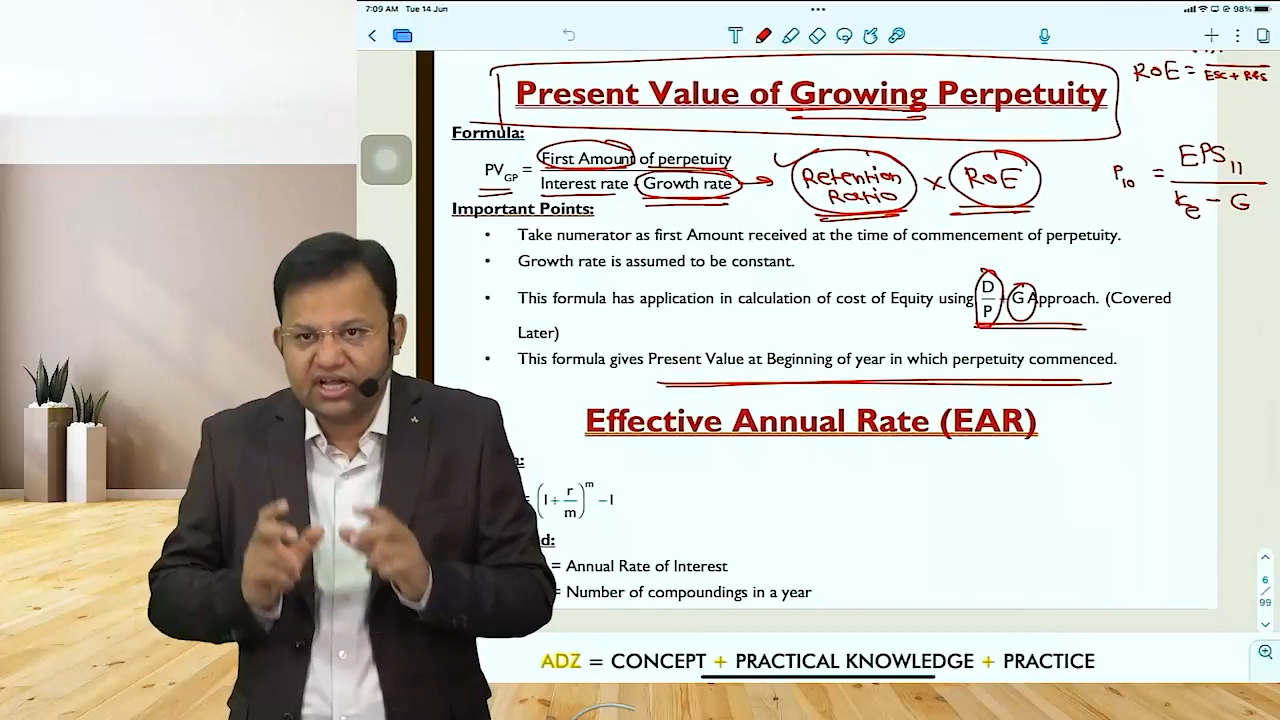 7:09 AM Tue 14 Jun
98%
Present Value of Growing Perpetuity
ROE =
ESC + R&S
Formula:
PV GP = First Amount of perpetuity
Interest rate - Growth rate
Retention Ratio × ROE
P10 = EPS11
Ke - G
Important Points:
• Take numerator as first Amount received at the time of commencement of perpetuity.
• Growth rate is assumed to be constant.
• This formula has application in calculation of cost of Equity using D/P + G Approach. (Covered
Later)
• This formula gives Present Value at Beginning of year in which perpetuity commenced.
Effective Annual Rate (EAR)
a:
= (1 + r/m)^m - 1
d:
= Annual Rate of Interest
= Number of compoundings in a year
6
/
99
ADZ = CONCEPT + PRACTICAL KNOWLEDGE + PRACTICE